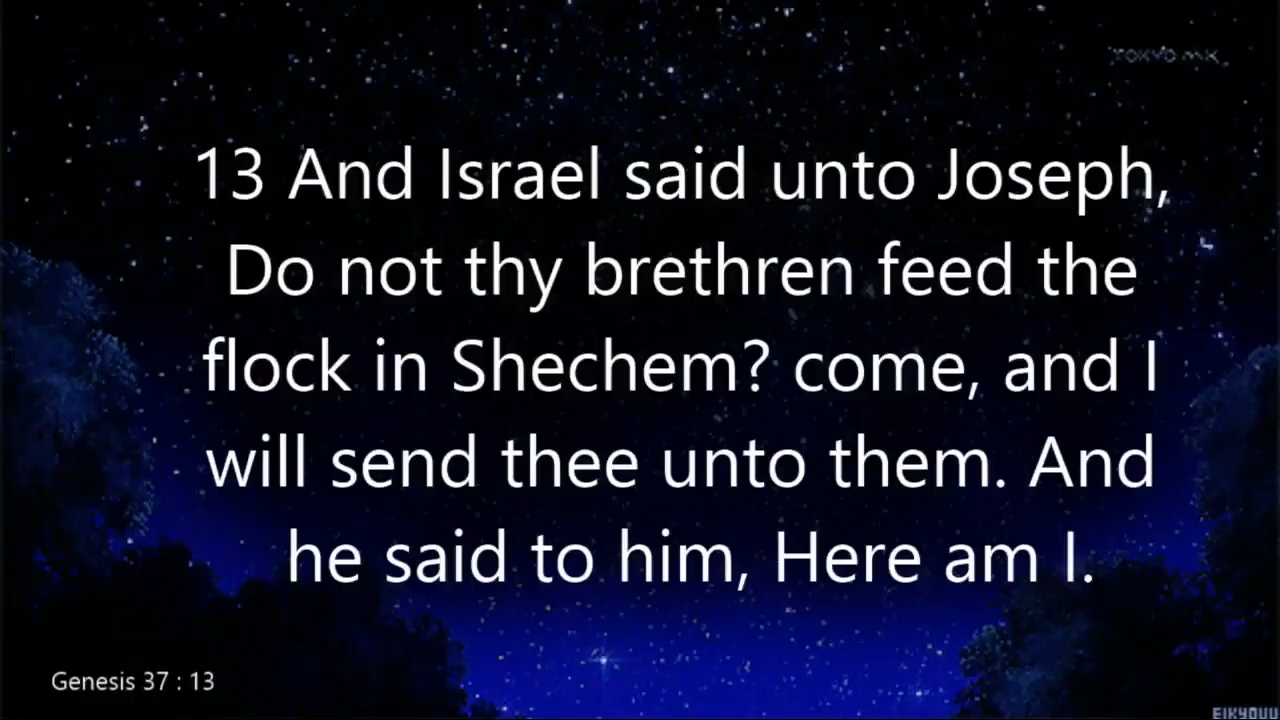 13 And Israel said unto Joseph,
Do not thy brethren feed the
flock in Shechem? come, and I
will send thee unto them. And
he said to him, Here am I.
Genesis 37 : 13
EIKYOUU